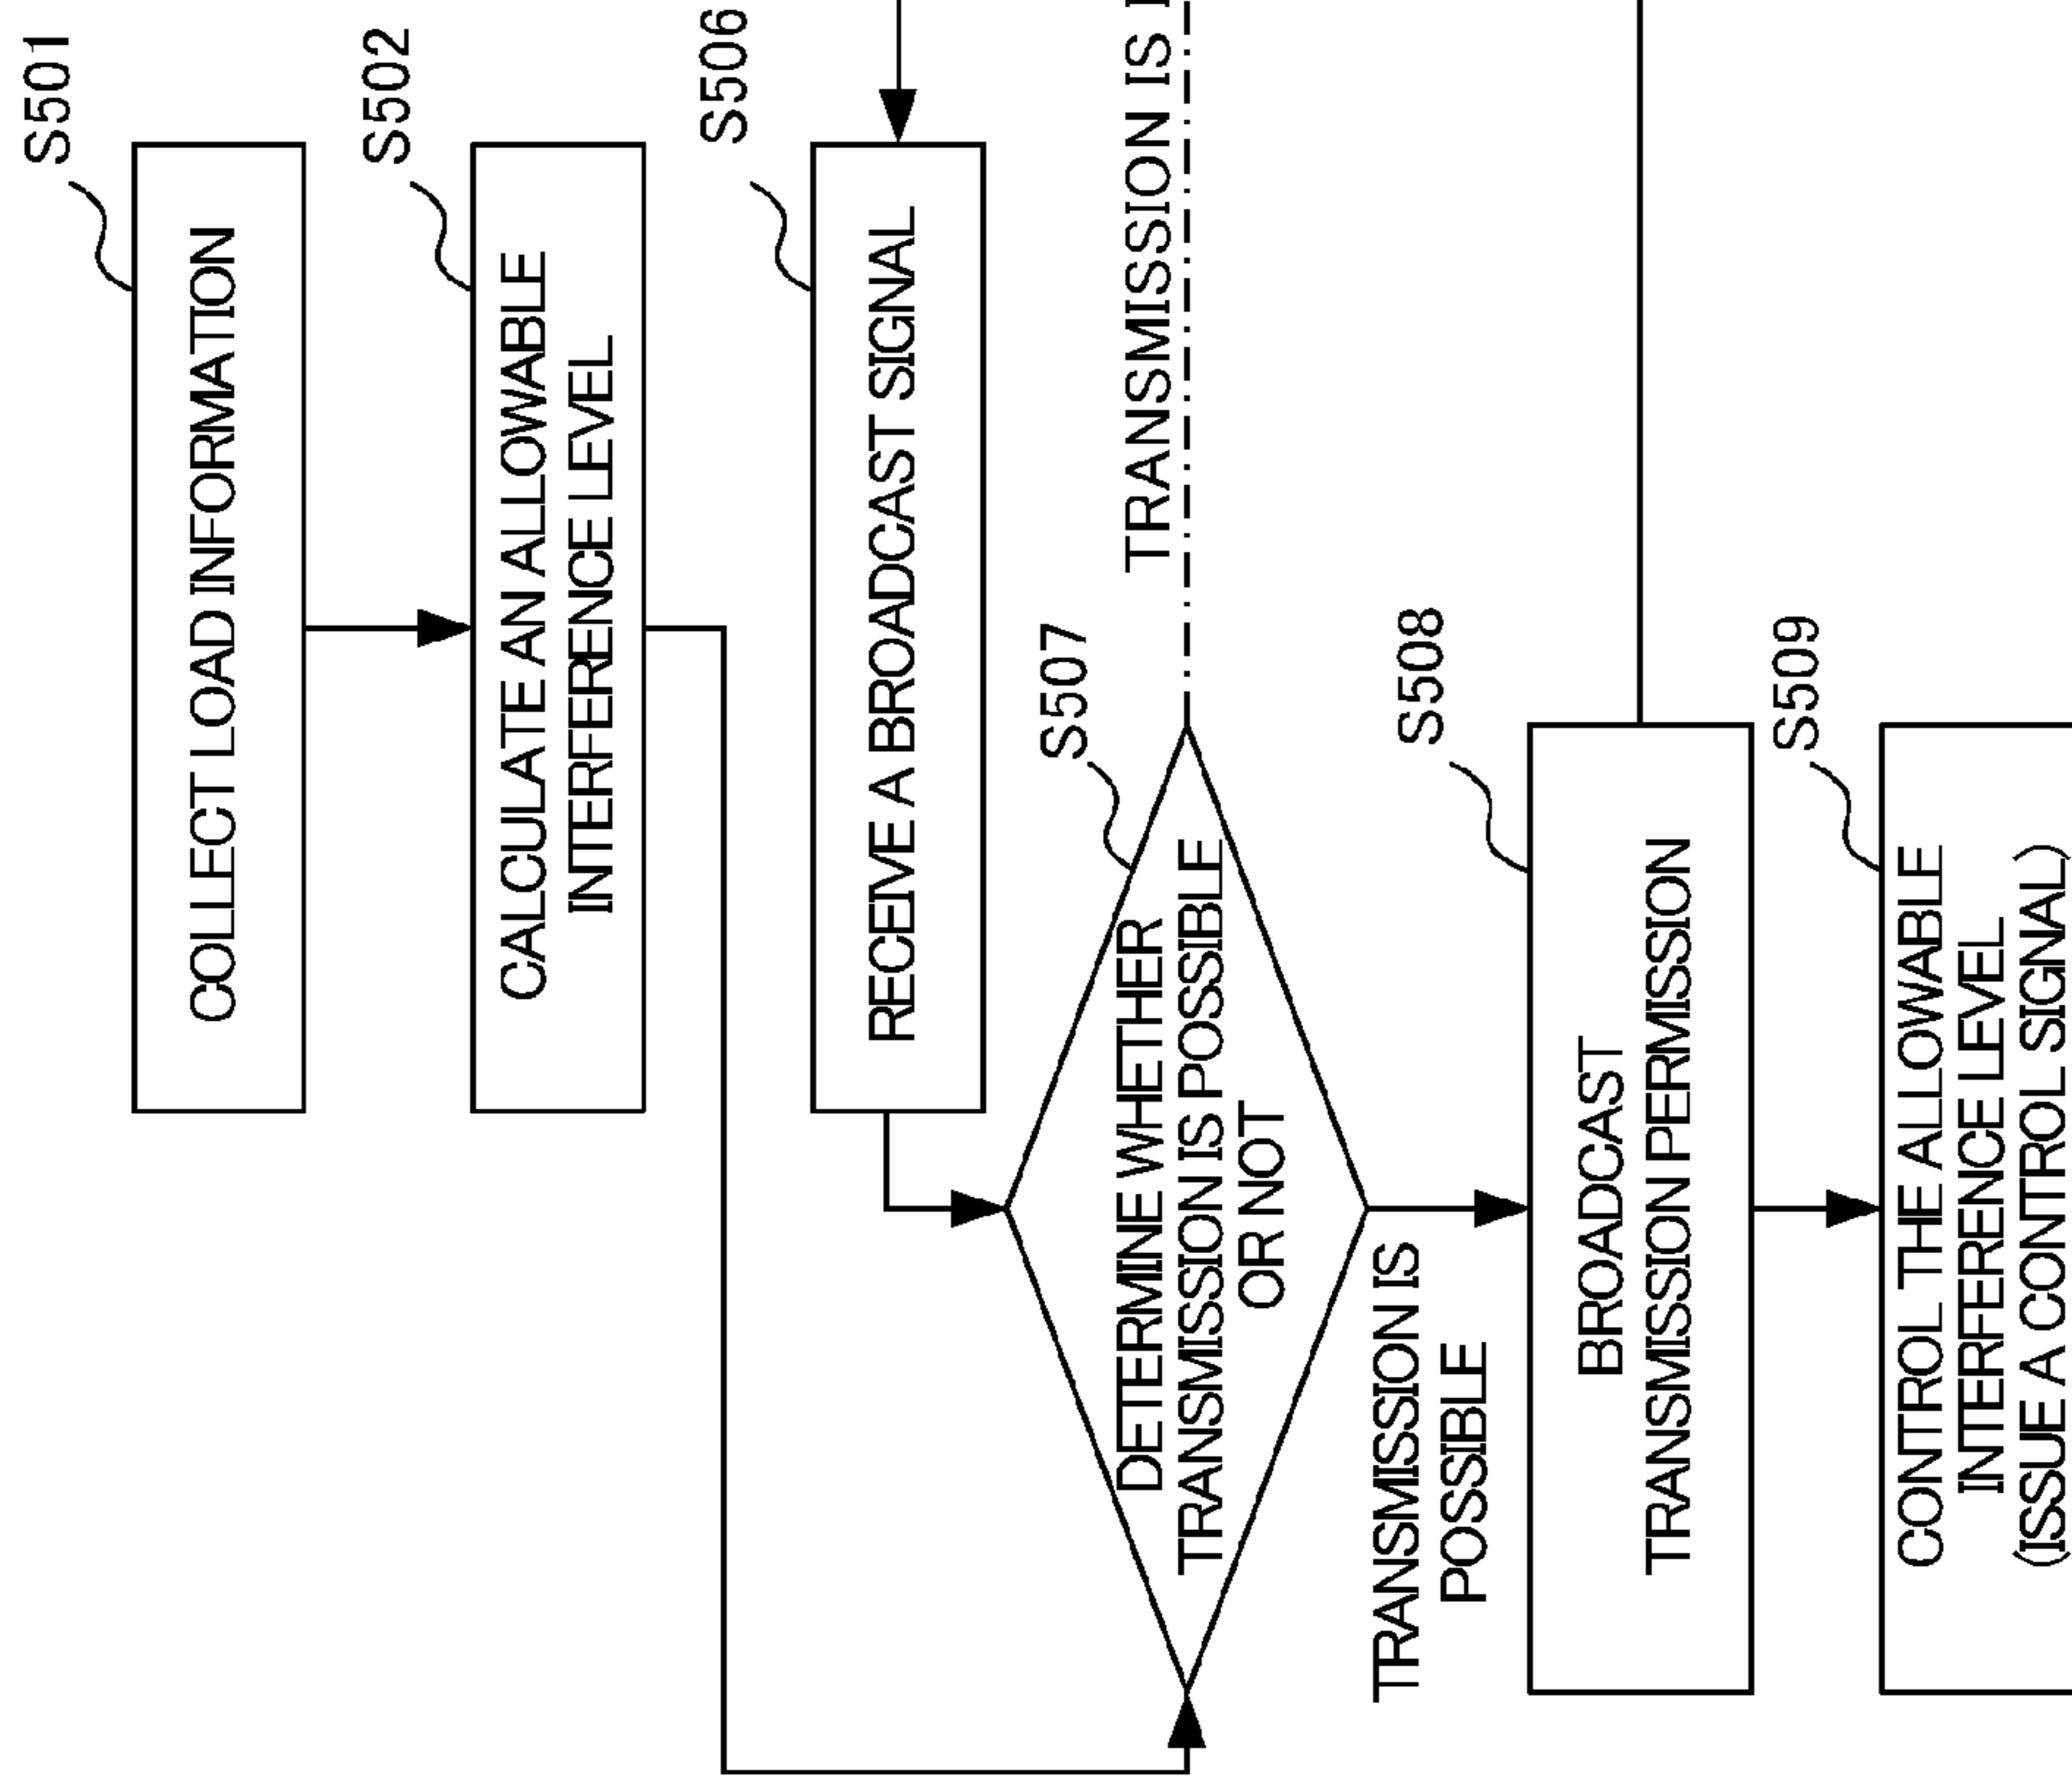 S501
COLLECT LOAD INFORMATION
S502
CALCULATE AN ALLOWABLE
INTERFERENCE LEVEL
S506
RECEIVE A BROADCAST SIGNAL
S507
DETERMINE WHETHER
TRANSMISSION IS POSSIBLE
OR NOT
TRANSMISSION IS
TRANSMISSION IS
POSSIBLE
S508
BROADCAST
TRANSMISSION PERMISSION
S509
CONTROL THE ALLOWABLE
INTERFERENCE LEVEL
(ISSUE A CONTROL SIGNAL)